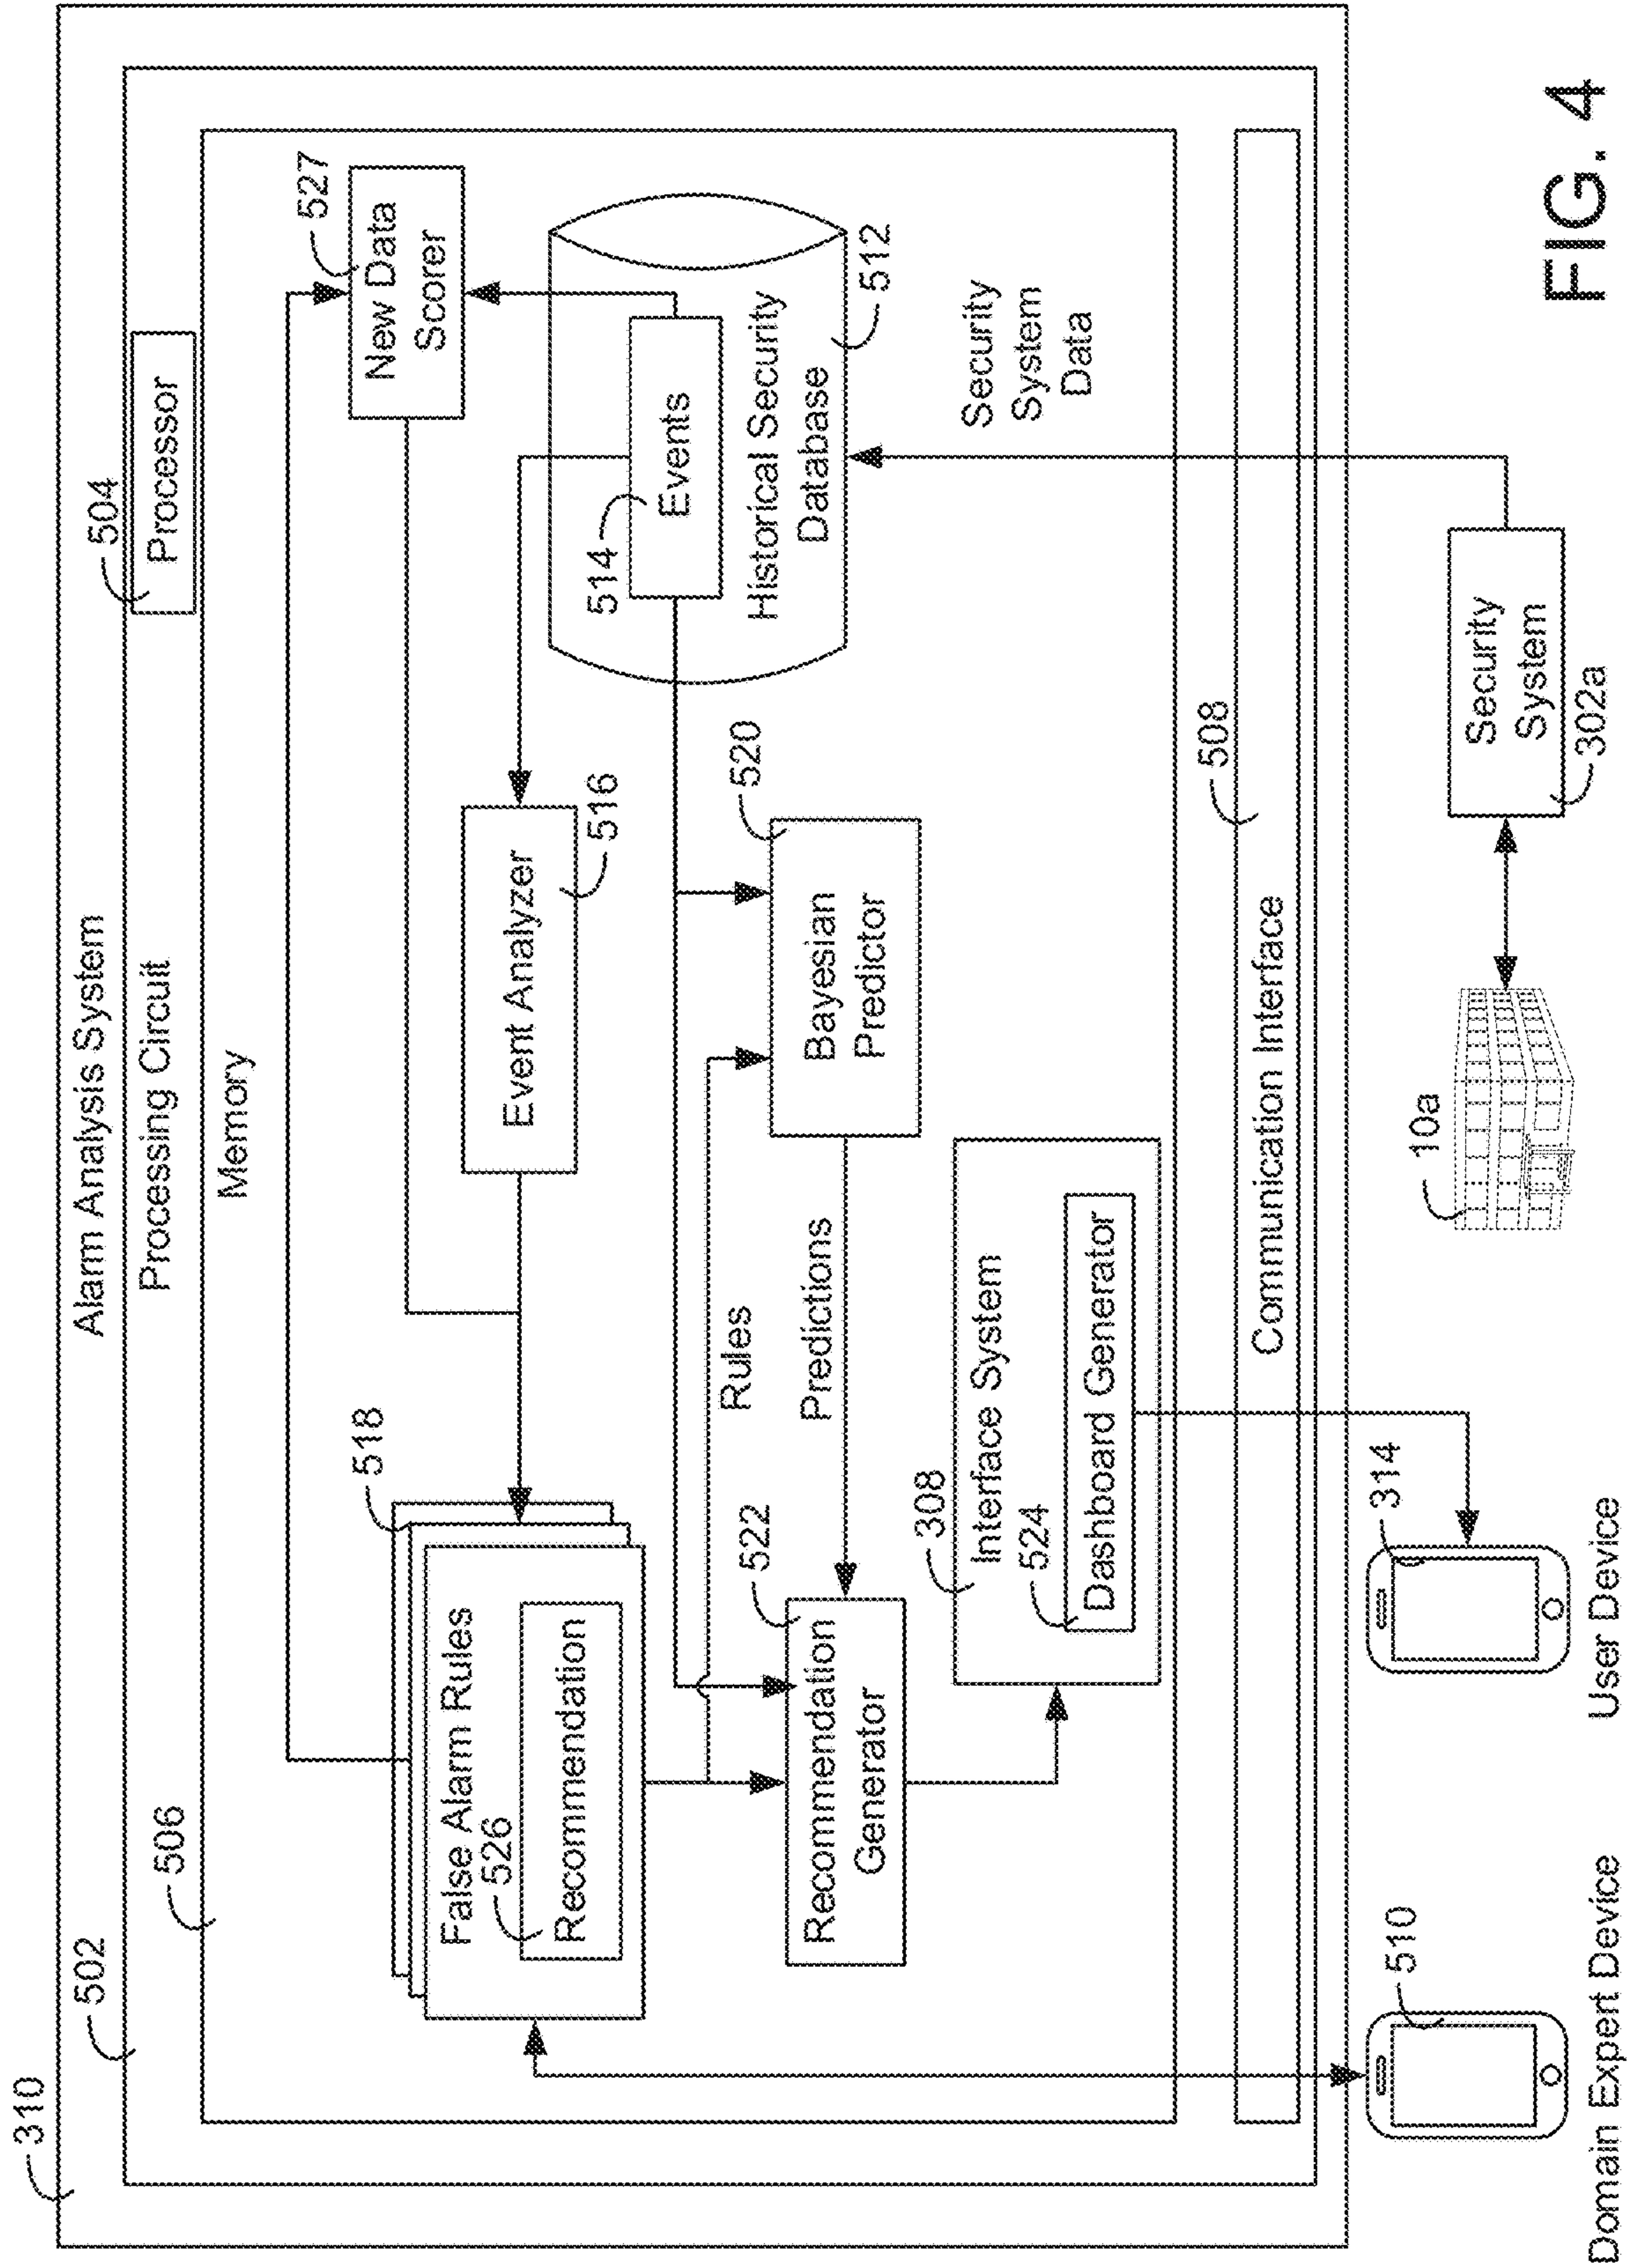 310
Alarm Analysis System
502
Processing Circuit
504
Processor
506
Memory
518
False Alarm Rules
526
Recommendation
Event Analyzer
516
527
New Data
Scorer
514
Events
Historical Security
Database
512
Rules
522
Recommendation
Generator
Predictions
520
Bayesian
Predictor
308
Interface System
524
Dashboard Generator
Security
System
Data
508
Communication Interface
510
Domain Expert Device
314
User Device
10a
Security
System
302a
FIG. 4